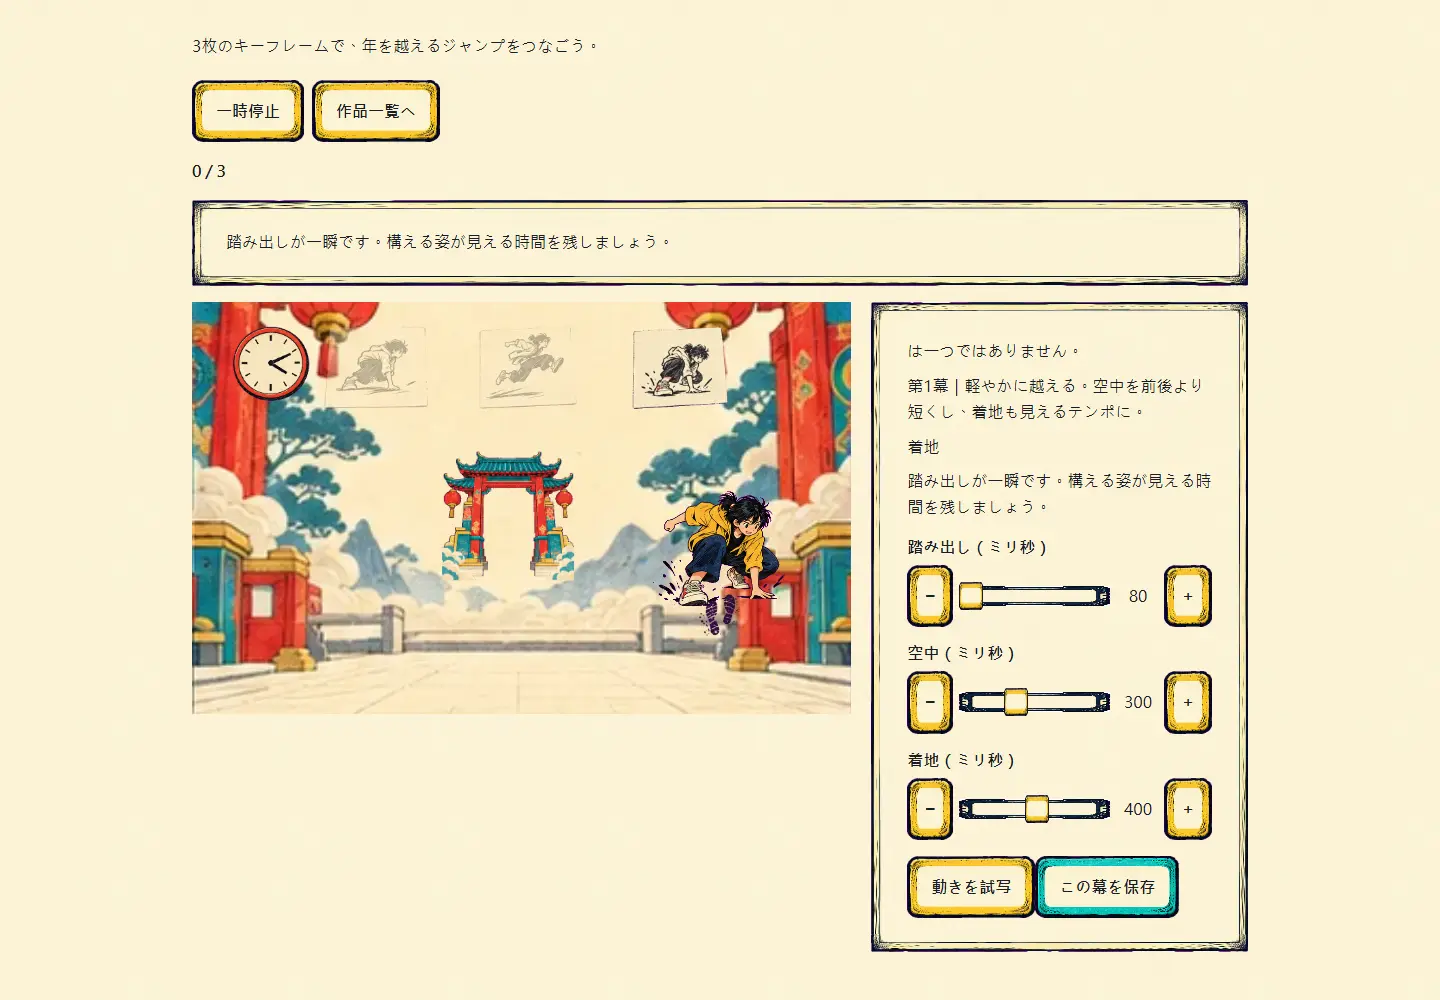 3枚のキーフレームで、年を越えるジャンプをつなごう。
一時停止
作品一覧へ
0 / 3
踏み出しが一瞬です。構える姿が見える時間を残しましょう。
は一つではありません。
第1幕 | 軽やかに越える。空中を前後より
短くし、着地も見えるテンポに。
着地
踏み出しが一瞬です。構える姿が見える時
間を残しましょう。
踏み出し ( ミリ秒 )
− 80 +
空中 ( ミリ秒 )
− 300 +
着地 ( ミリ秒 )
− 400 +
動きを試写
この幕を保存